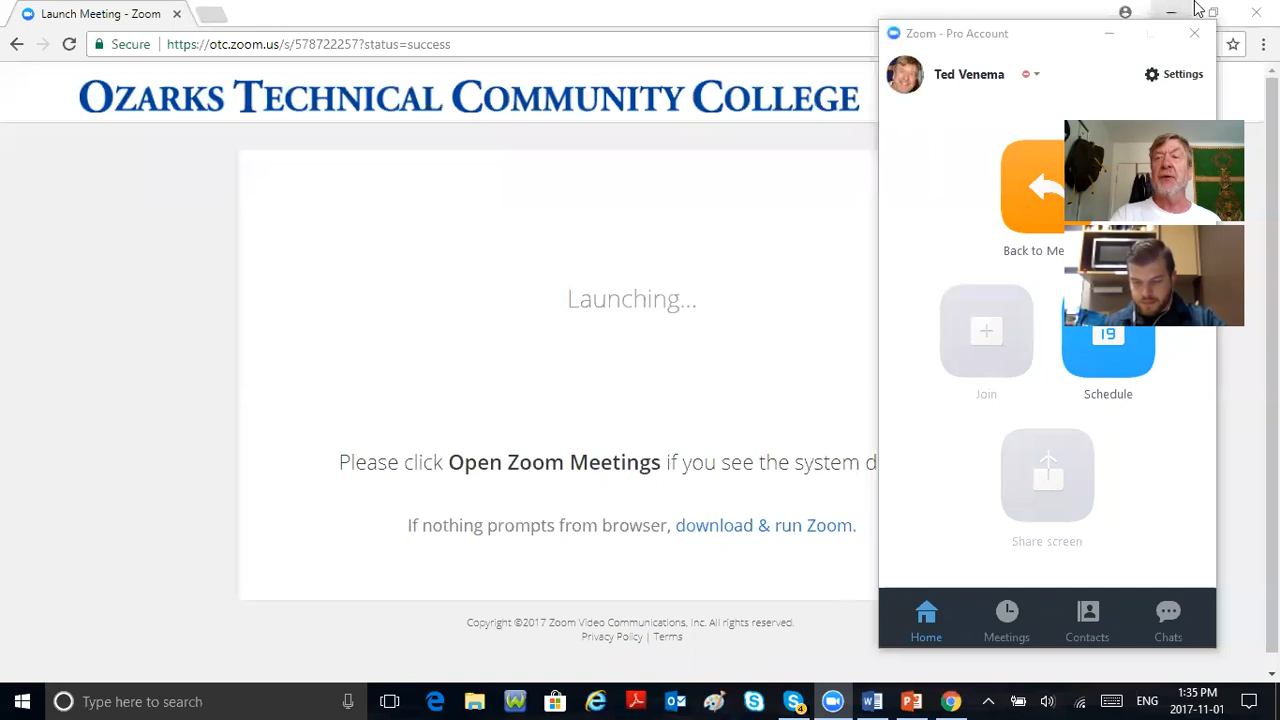 Launch Meeting - Zoom
Secure
https://otc.zoom.us/s/578722257?status=success
OZARKS TECHNICAL COMMUNITY COLLEGE
Launching...
Please click Open Zoom Meetings if you see the system d
If nothing prompts from browser, download & run Zoom.
Copyright ©2017 Zoom Video Communications, Inc. All rights reserved.
Privacy Policy | Terms
Zoom - Pro Account
Ted Venema
Settings
Back to Me
Join
19
Schedule
Share screen
Home
Meetings
Contacts
Chats
Type here to search
4
ENG
1:35 PM
2017-11-01